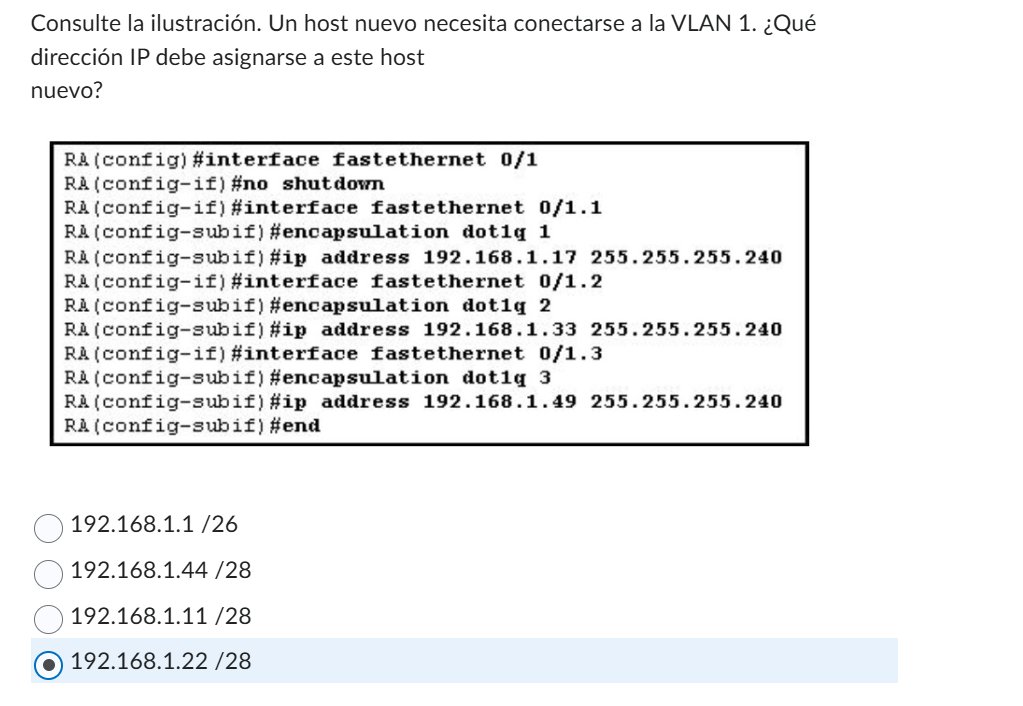 Consulte la ilustración. Un host nuevo necesita conectarse a la VLAN 1. ¿Qué
dirección IP debe asignarse a este host
nuevo?
RA(config)#interface fastethernet 0/1
RA(config-if)#no shutdown
RA(config-if)#interface fastethernet 0/1.1
RA(config-subif)#encapsulation dot1q 1
RA(config-subif)#ip address 192.168.1.17 255.255.255.240
RA(config-if)#interface fastethernet 0/1.2
RA(config-subif)#encapsulation dot1q 2
RA(config-subif)#ip address 192.168.1.33 255.255.255.240
RA(config-if)#interface fastethernet 0/1.3
RA(config-subif)#encapsulation dot1q 3
RA(config-subif)#ip address 192.168.1.49 255.255.255.240
RA(config-subif)#end
192.168.1.1 /26
192.168.1.44 /28
192.168.1.11 /28
192.168.1.22 /28